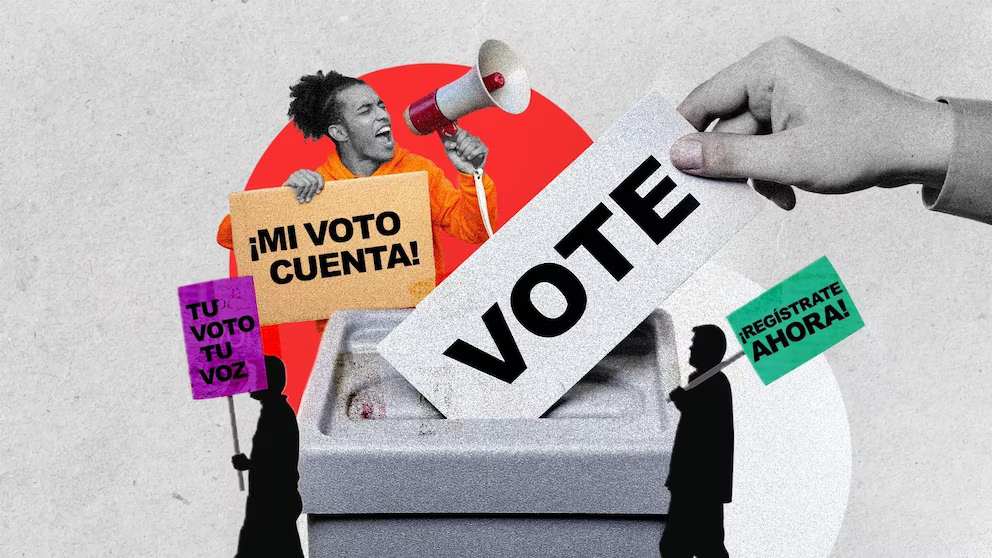 ¡MI VOTO
CUENTA!
TU
VOTO
TU
VOZ
VOTE
¡REGÍSTRATE
AHORA!